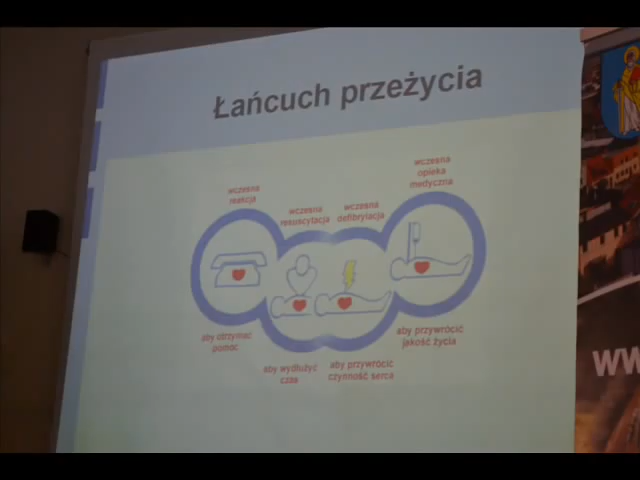 Łańcuch przeżycia
wczesna
reakcja
wczesna
resuscytacja
wczesna
defibrylacja
wczesna
opieka
medyczna
aby otrzymać
pomoc
aby wydłużyć
czas
aby przywrócić
czynność serca
aby przywrócić
jakość życia
ww